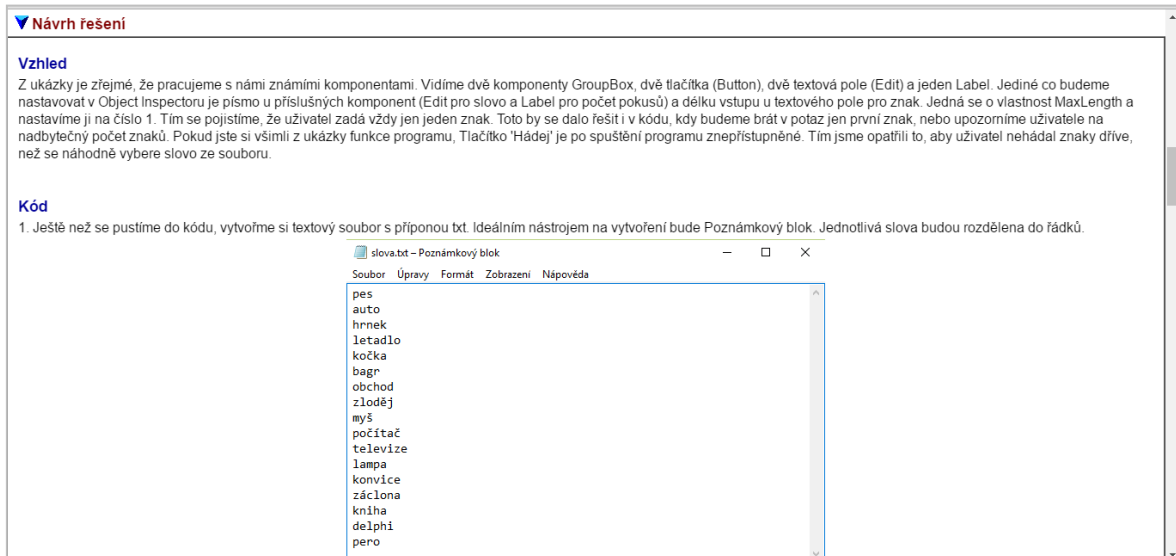 Návrh řešení
Vzhled
Z ukázky je zřejmé, že pracujeme s námi známími komponentami. Vidíme dvě komponenty GroupBox, dvě tlačítka (Button), dvě textová pole (Edit) a jeden Label. Jediné co budeme
nastavovat v Object Inspectoru je písmo u příslušných komponent (Edit pro slovo a Label pro počet pokusů) a délku vstupu u textového pole pro znak. Jedná se o vlastnost MaxLength a
nastavíme ji na číslo 1. Tím se pojistíme, že uživatel zadá vždy jen jeden znak. Toto by se dalo řešit i v kódu, kdy budeme brát v potaz jen první znak, nebo upozorníme uživatele na
nadbytečný počet znaků. Pokud jste si všimli z ukázky funkce programu, Tlačítko 'Hádej' je po spuštění programu znepřístupněné. Tím jsme opatřili to, aby uživatel nehádal znaky dříve,
než se náhodně vybere slovo ze souboru.
Kód
1. Ještě než se pustíme do kódu, vytvořme si textový soubor s příponou txt. Ideálním nástrojem na vytvoření bude Poznámkový blok. Jednotlivá slova budou rozdělena do řádků.
slova.txt – Poznámkový blok
Soubor Úpravy Formát Zobrazení Nápověda
pes
auto
hrnek
letadlo
kočka
bagr
obchod
zloděj
myš
počítač
televize
lampa
konvice
záclona
kniha
delphi
pero